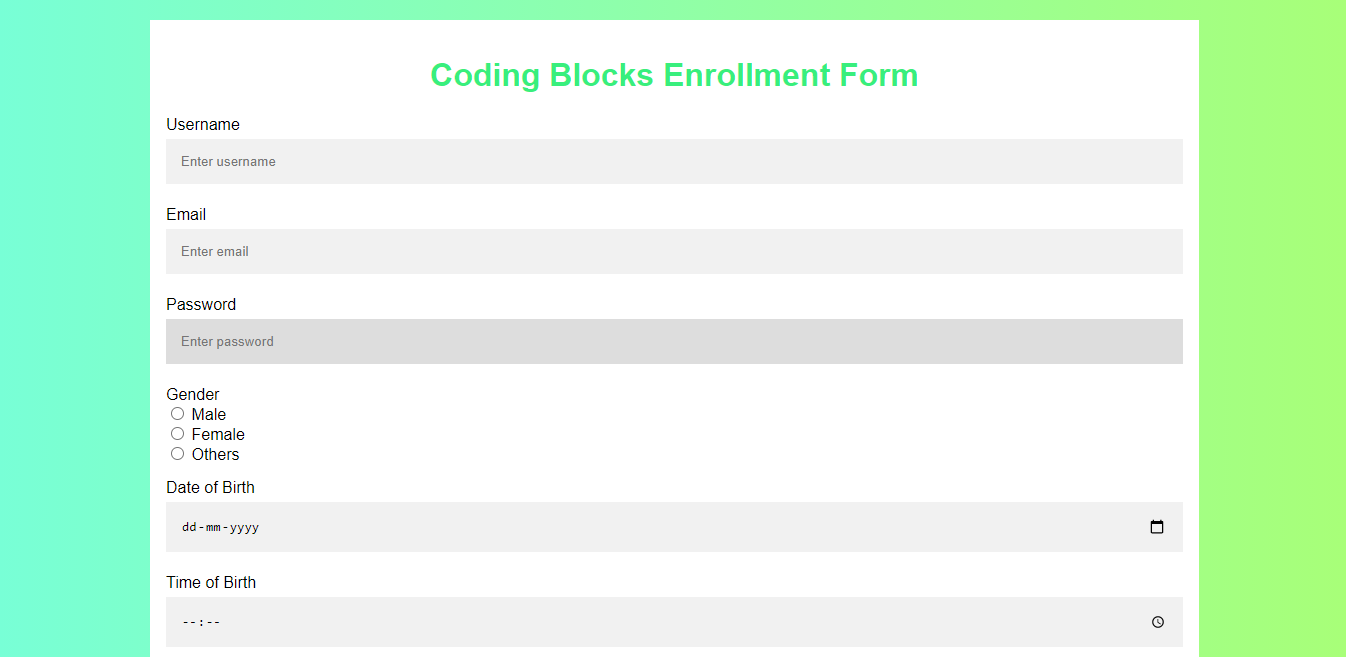 Coding Blocks Enrollment Form
Username
Enter username
Email
Enter email
Password
Enter password
Gender
Male
Female
Others
Date of Birth
dd-mm-yyyy
Time of Birth
--:--